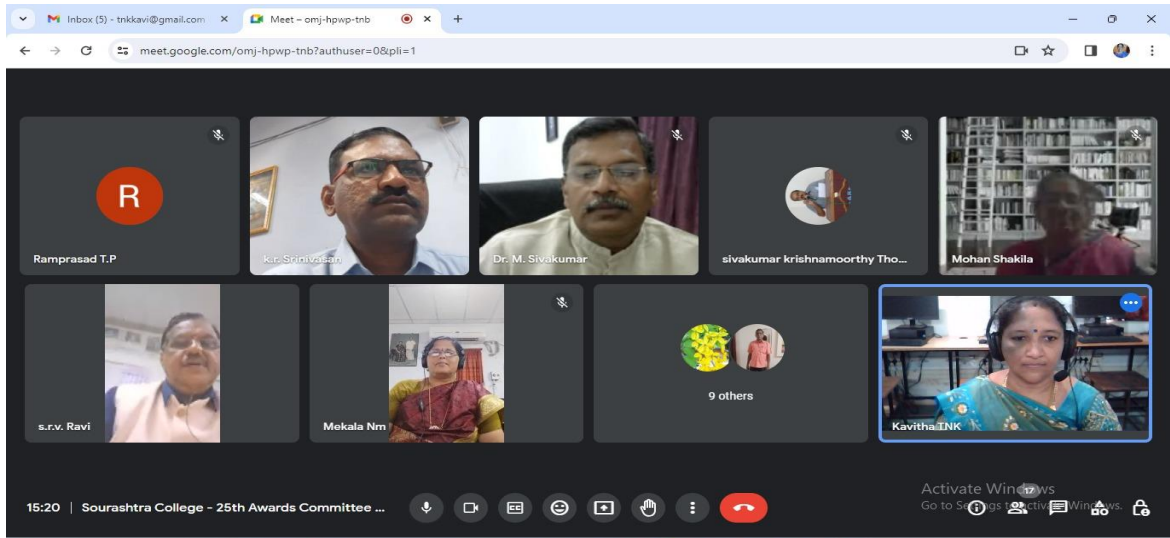 Inbox (5) - tnkkavi@gmail.com
Meet – omj-hpwp-tnb
meet.google.com/omj-hpwp-tnb?authuser=0&pli=1
R
Ramprasad T.P
k.r. Srinivasan
Dr. M. Sivakumar
sivakumar krishnamoorthy Tho...
Mohan Shakila
s.r.v. Ravi
Mekala Nm
9 others
Kavitha TNK
15:20 | Sourashtra College - 25th Awards Committee ...
CC
17
Activate Windows
Go to Settings to activate Windows.